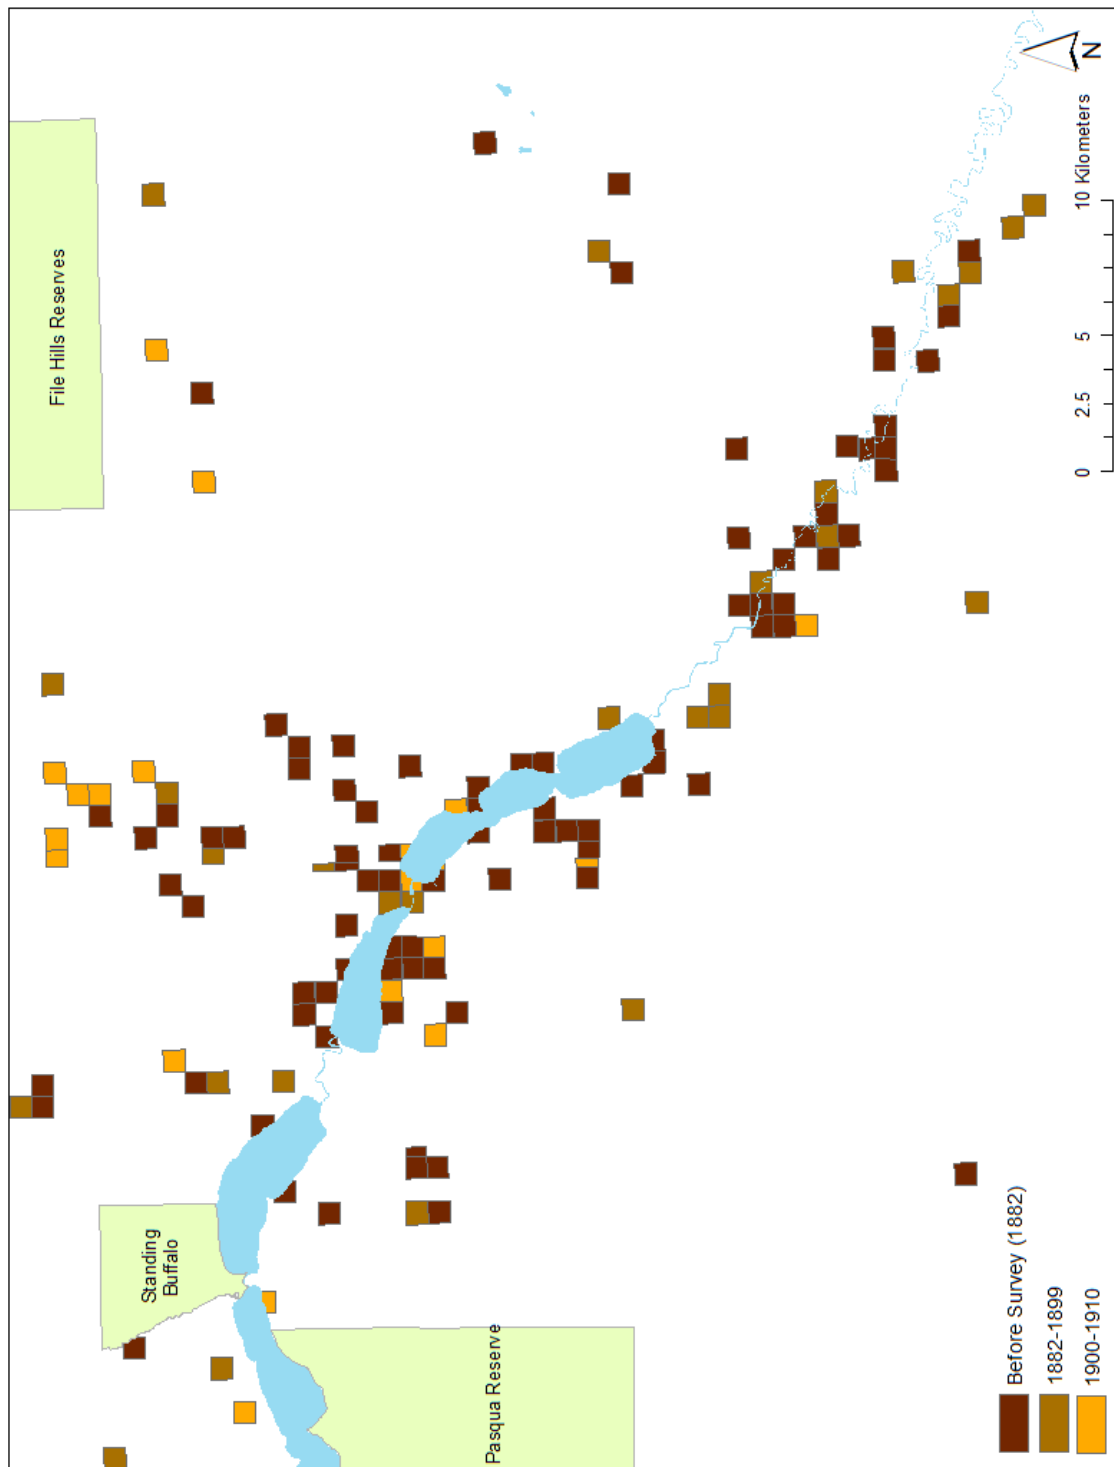 File Hills Reserves
Standing
Buffalo
Pasqua Reserve
Before Survey (1882)
1882-1899
1900-1910
0 2.5 5 10 Kilometers
N